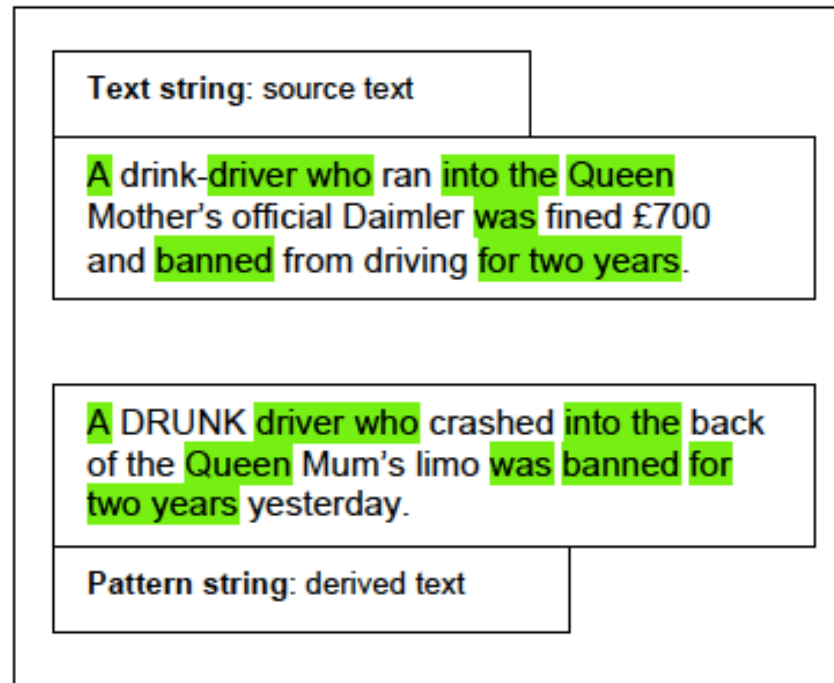 Text string: source text
A drink-driver who ran into the Queen
Mother’s official Daimler was fined £700
and banned from driving for two years.
A DRUNK driver who crashed into the back
of the Queen Mum’s limo was banned for
two years yesterday.
Pattern string: derived text